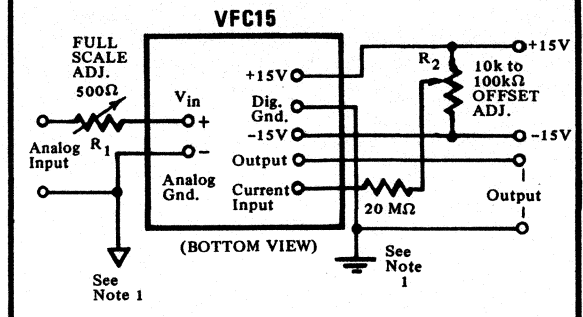 VFC15
FULL
SCALE
ADJ.
500Ω
R1
Analog
Input
Vin
+
−
Analog
Gnd.
+15V
Dig.
Gnd.
−15V
Output
Current
Input
(BOTTOM VIEW)
20 MΩ
R2
10k to
100kΩ
OFFSET
ADJ.
+15V
−15V
Output
See
Note 1
See
Note
1